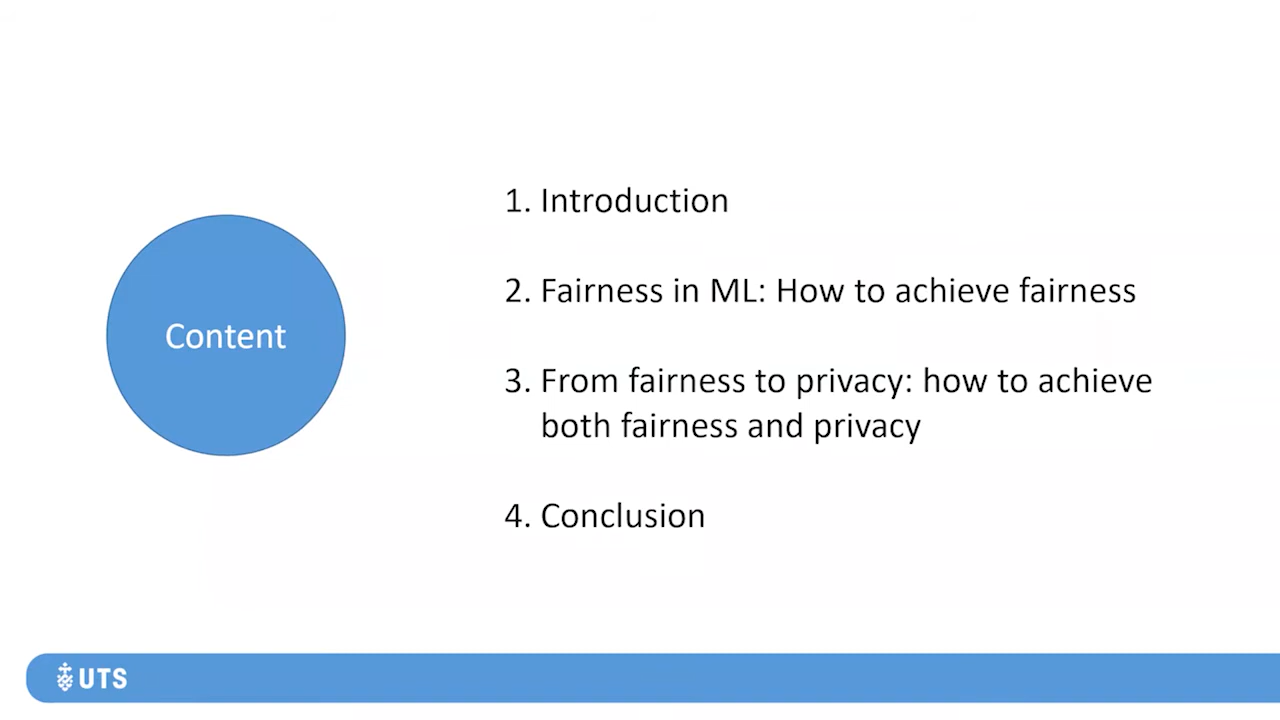 Content
1. Introduction
2. Fairness in ML: How to achieve fairness
3. From fairness to privacy: how to achieve
both fairness and privacy
4. Conclusion
UTS